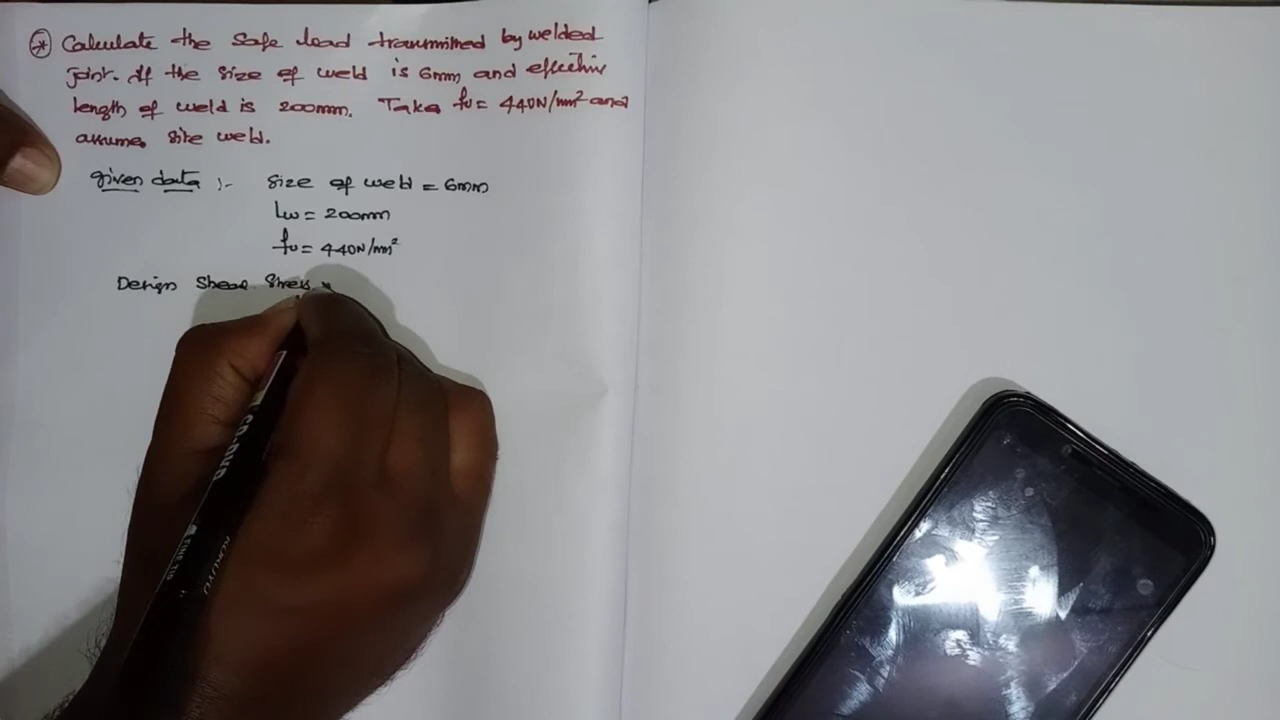 * Calculate the safe load transmitted by welded
joint. If the size of weld is 6mm and effective
length of weld is 200mm. Take fu = 440N/mm² and
assume site weld.
given data :- size of weld = 6mm
Lw = 200mm
fu = 440N/mm²
Design Shear Stress
KOKUYO